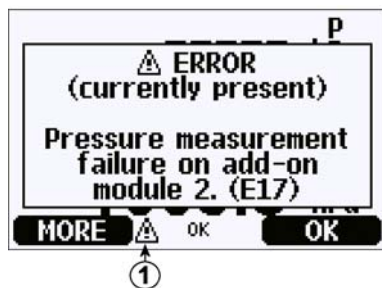 P
⚠ ERROR
(currently present)
Pressure measurement
failure on add-on
module 2. (E17)
MORE ⚠ OK OK
1